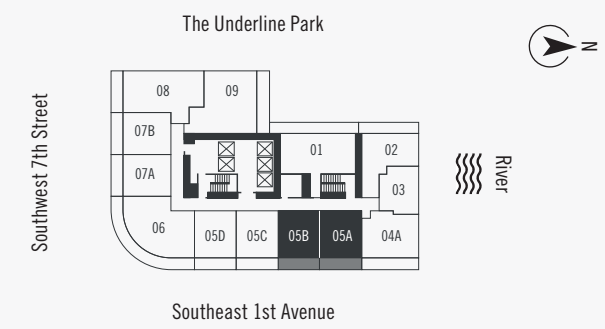 The Underline Park
N
Southwest 7th Street
08
09
07B
01
02
07A
03
River
06
05D
05C
05B
05A
04A
Southeast 1st Avenue